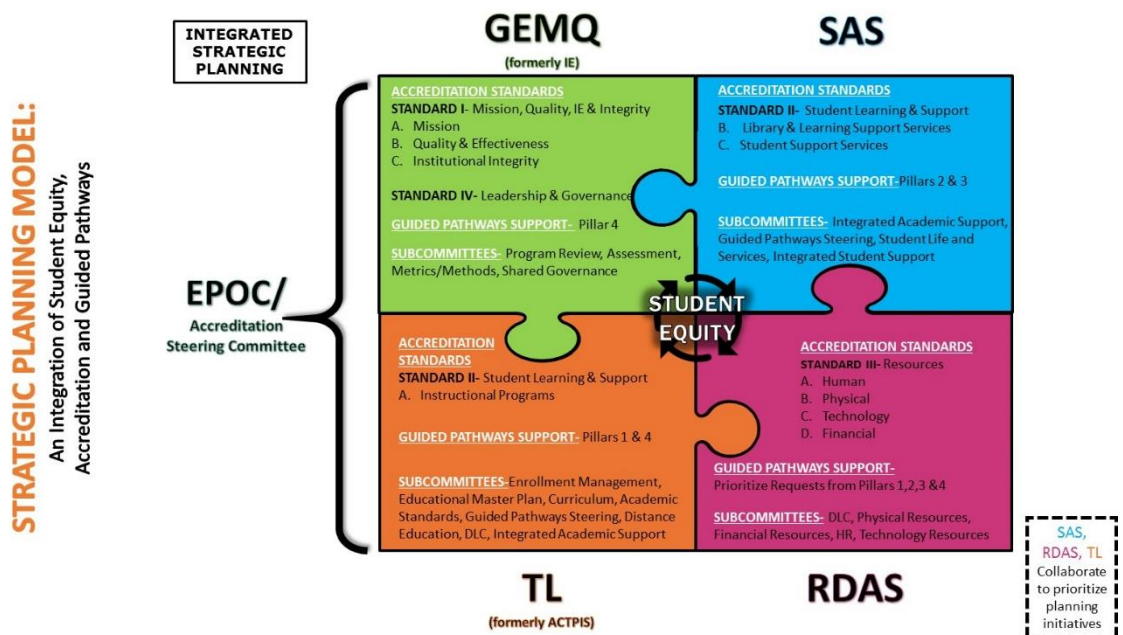 STRATEGIC PLANNING MODEL:
An Integration of Student Equity,
Accreditation and Guided Pathways
INTEGRATED
STRATEGIC
PLANNING
EPOC/
Accreditation
Steering Committee
GEMQ
(formerly IE)
ACCREDITATION STANDARDS
STANDARD I- Mission, Quality, IE & Integrity
A. Mission
B. Quality & Effectiveness
C. Institutional Integrity
STANDARD IV- Leadership & Governance
GUIDED PATHWAYS SUPPORT- Pillar 4
SUBCOMMITTEES- Program Review, Assessment,
Metrics/Methods, Shared Governance
SAS
ACCREDITATION STANDARDS
STANDARD II- Student Learning & Support
B. Library & Learning Support Services
C. Student Support Services
GUIDED PATHWAYS SUPPORT-Pillars 2 & 3
SUBCOMMITTEES- Integrated Academic Support,
Guided Pathways Steering, Student Life and
Services, Integrated Student Support
STUDENT
EQUITY
ACCREDITATION
STANDARDS
STANDARD II- Student Learning & Support
A. Instructional Programs
GUIDED PATHWAYS SUPPORT- Pillars 1 & 4
SUBCOMMITTEES-Enrollment Management,
Educational Master Plan, Curriculum, Academic
Standards, Guided Pathways Steering, Distance
Education, DLC, Integrated Academic Support
TL
(formerly ACTPIS)
ACCREDITATION STANDARDS
STANDARD III- Resources
A. Human
B. Physical
C. Technology
D. Financial
GUIDED PATHWAYS SUPPORT-
Prioritize Requests from Pillars 1,2,3 &4
SUBCOMMITTEES- DLC, Physical Resources,
Financial Resources, HR, Technology Resources
RDAS
SAS,
RDAS, TL
Collaborate
to prioritize
planning
initiatives